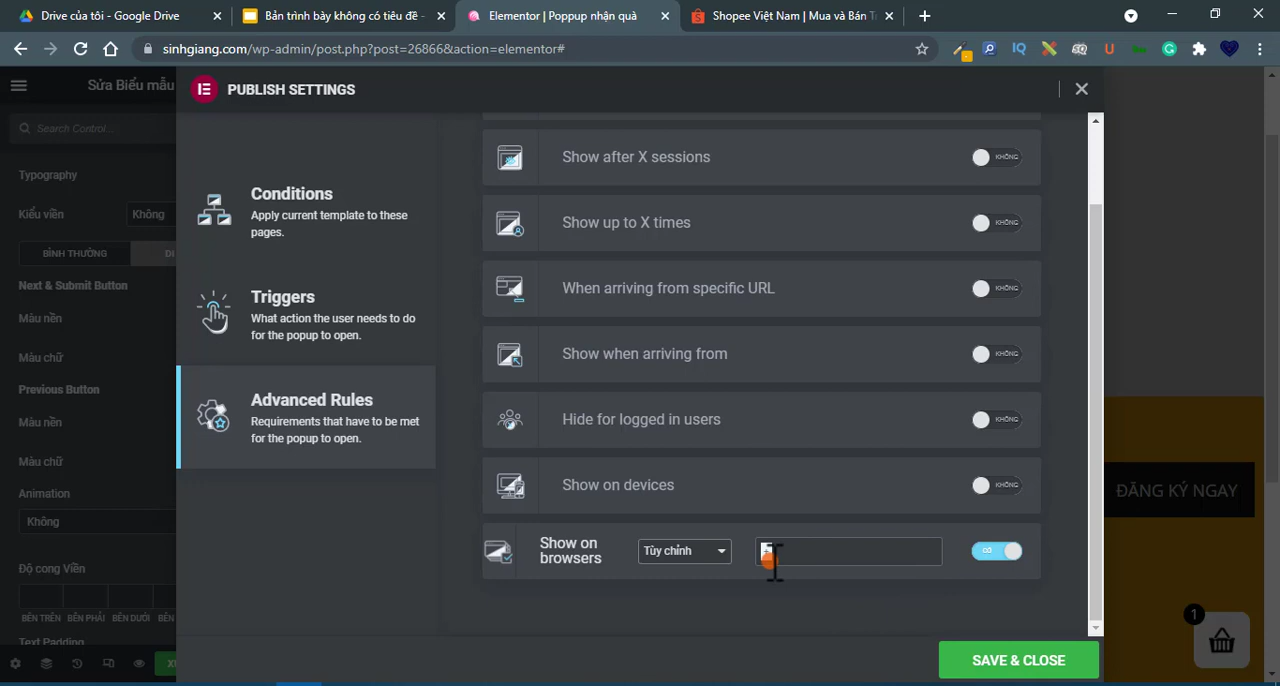 Drive của tôi - Google Drive
Bản trình bày không có tiêu đề -
Elementor | Poppup nhận quà
Shopee Việt Nam | Mua và Bán T
sinhgiang.com/wp-admin/post.php?post=26866&action=elementor#
Sửa Biểu mẫu
PUBLISH SETTINGS
Search Control...
Typography
Kiểu viền
Không
BÌNH THƯỜNG
DI
Next & Submit Button
Màu nền
Màu chữ
Previous Button
Màu nền
Màu chữ
Animation
Không
Độ cong Viền
BÊN TRÊN
BÊN PHẢI
BÊN DƯỚI
BÊN
Text Padding
Conditions
Apply current template to these
pages.
Triggers
What action the user needs to do
for the popup to open.
Advanced Rules
Requirements that have to be met
for the popup to open.
Show after X sessions
KHÔNG
Show up to X times
KHÔNG
When arriving from specific URL
KHÔNG
Show when arriving from
KHÔNG
Hide for logged in users
KHÔNG
Show on devices
KHÔNG
Show on
browsers
Tùy chỉnh
+
SAVE & CLOSE
ĐĂNG KÝ NGAY
1